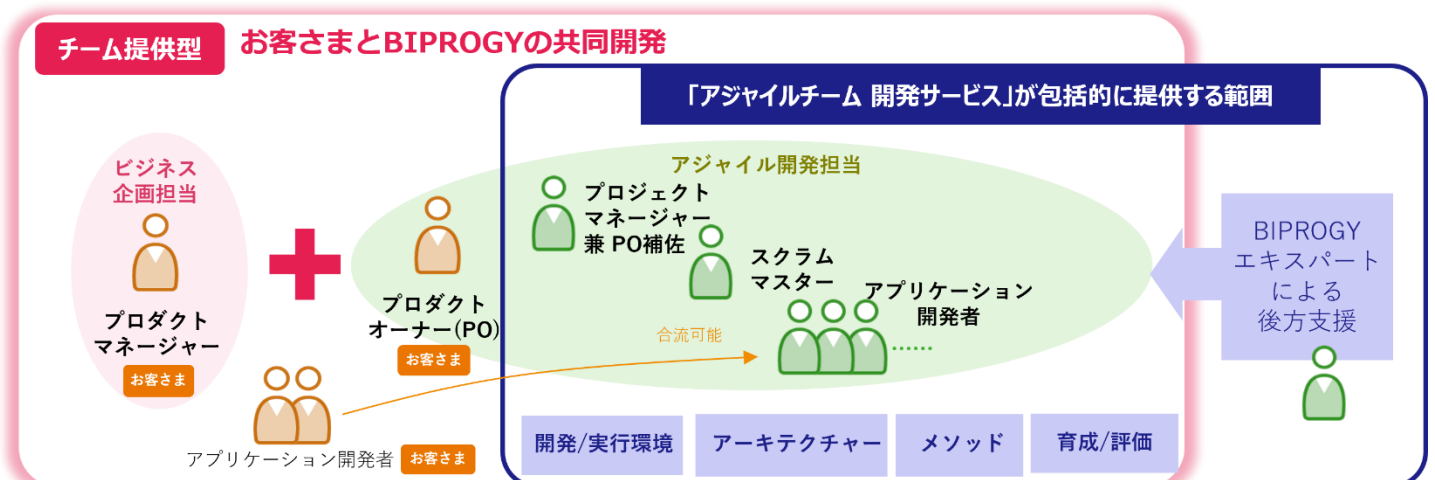 チーム提供型
お客さまとBIPROGYの共同開発
「アジャイルチーム 開発サービス」が包括的に提供する範囲
ビジネス
企画担当
プロダクト
マネージャー
お客さま
アジャイル開発担当
プロダクト
オーナー(PO)
お客さま
プロジェクト
マネージャー
兼 PO補佐
スクラム
マスター
アプリケーション
開発者
……
合流可能
アプリケーション開発者
お客さま
BIPROGY
エキスパート
による
後方支援
開発/実行環境
アーキテクチャー
メソッド
育成/評価